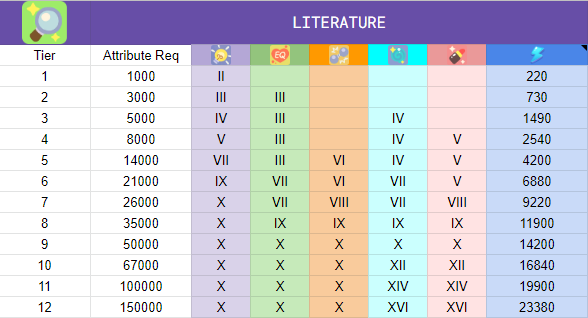 LITERATURE
Tier Attribute Req EQ
1 1000 II 220
2 3000 III III 730
3 5000 IV III IV 1490
4 8000 V III IV V 2540
5 14000 VII III VI IV V 4200
6 21000 IX VII VI VII V 6880
7 26000 X VII VIII VII VIII 9220
8 35000 X IX IX IX IX 11900
9 50000 X X X X X 14200
10 67000 X X X XII XII 16840
11 100000 X X X XIV XIV 19900
12 150000 X X X XVI XVI 23380